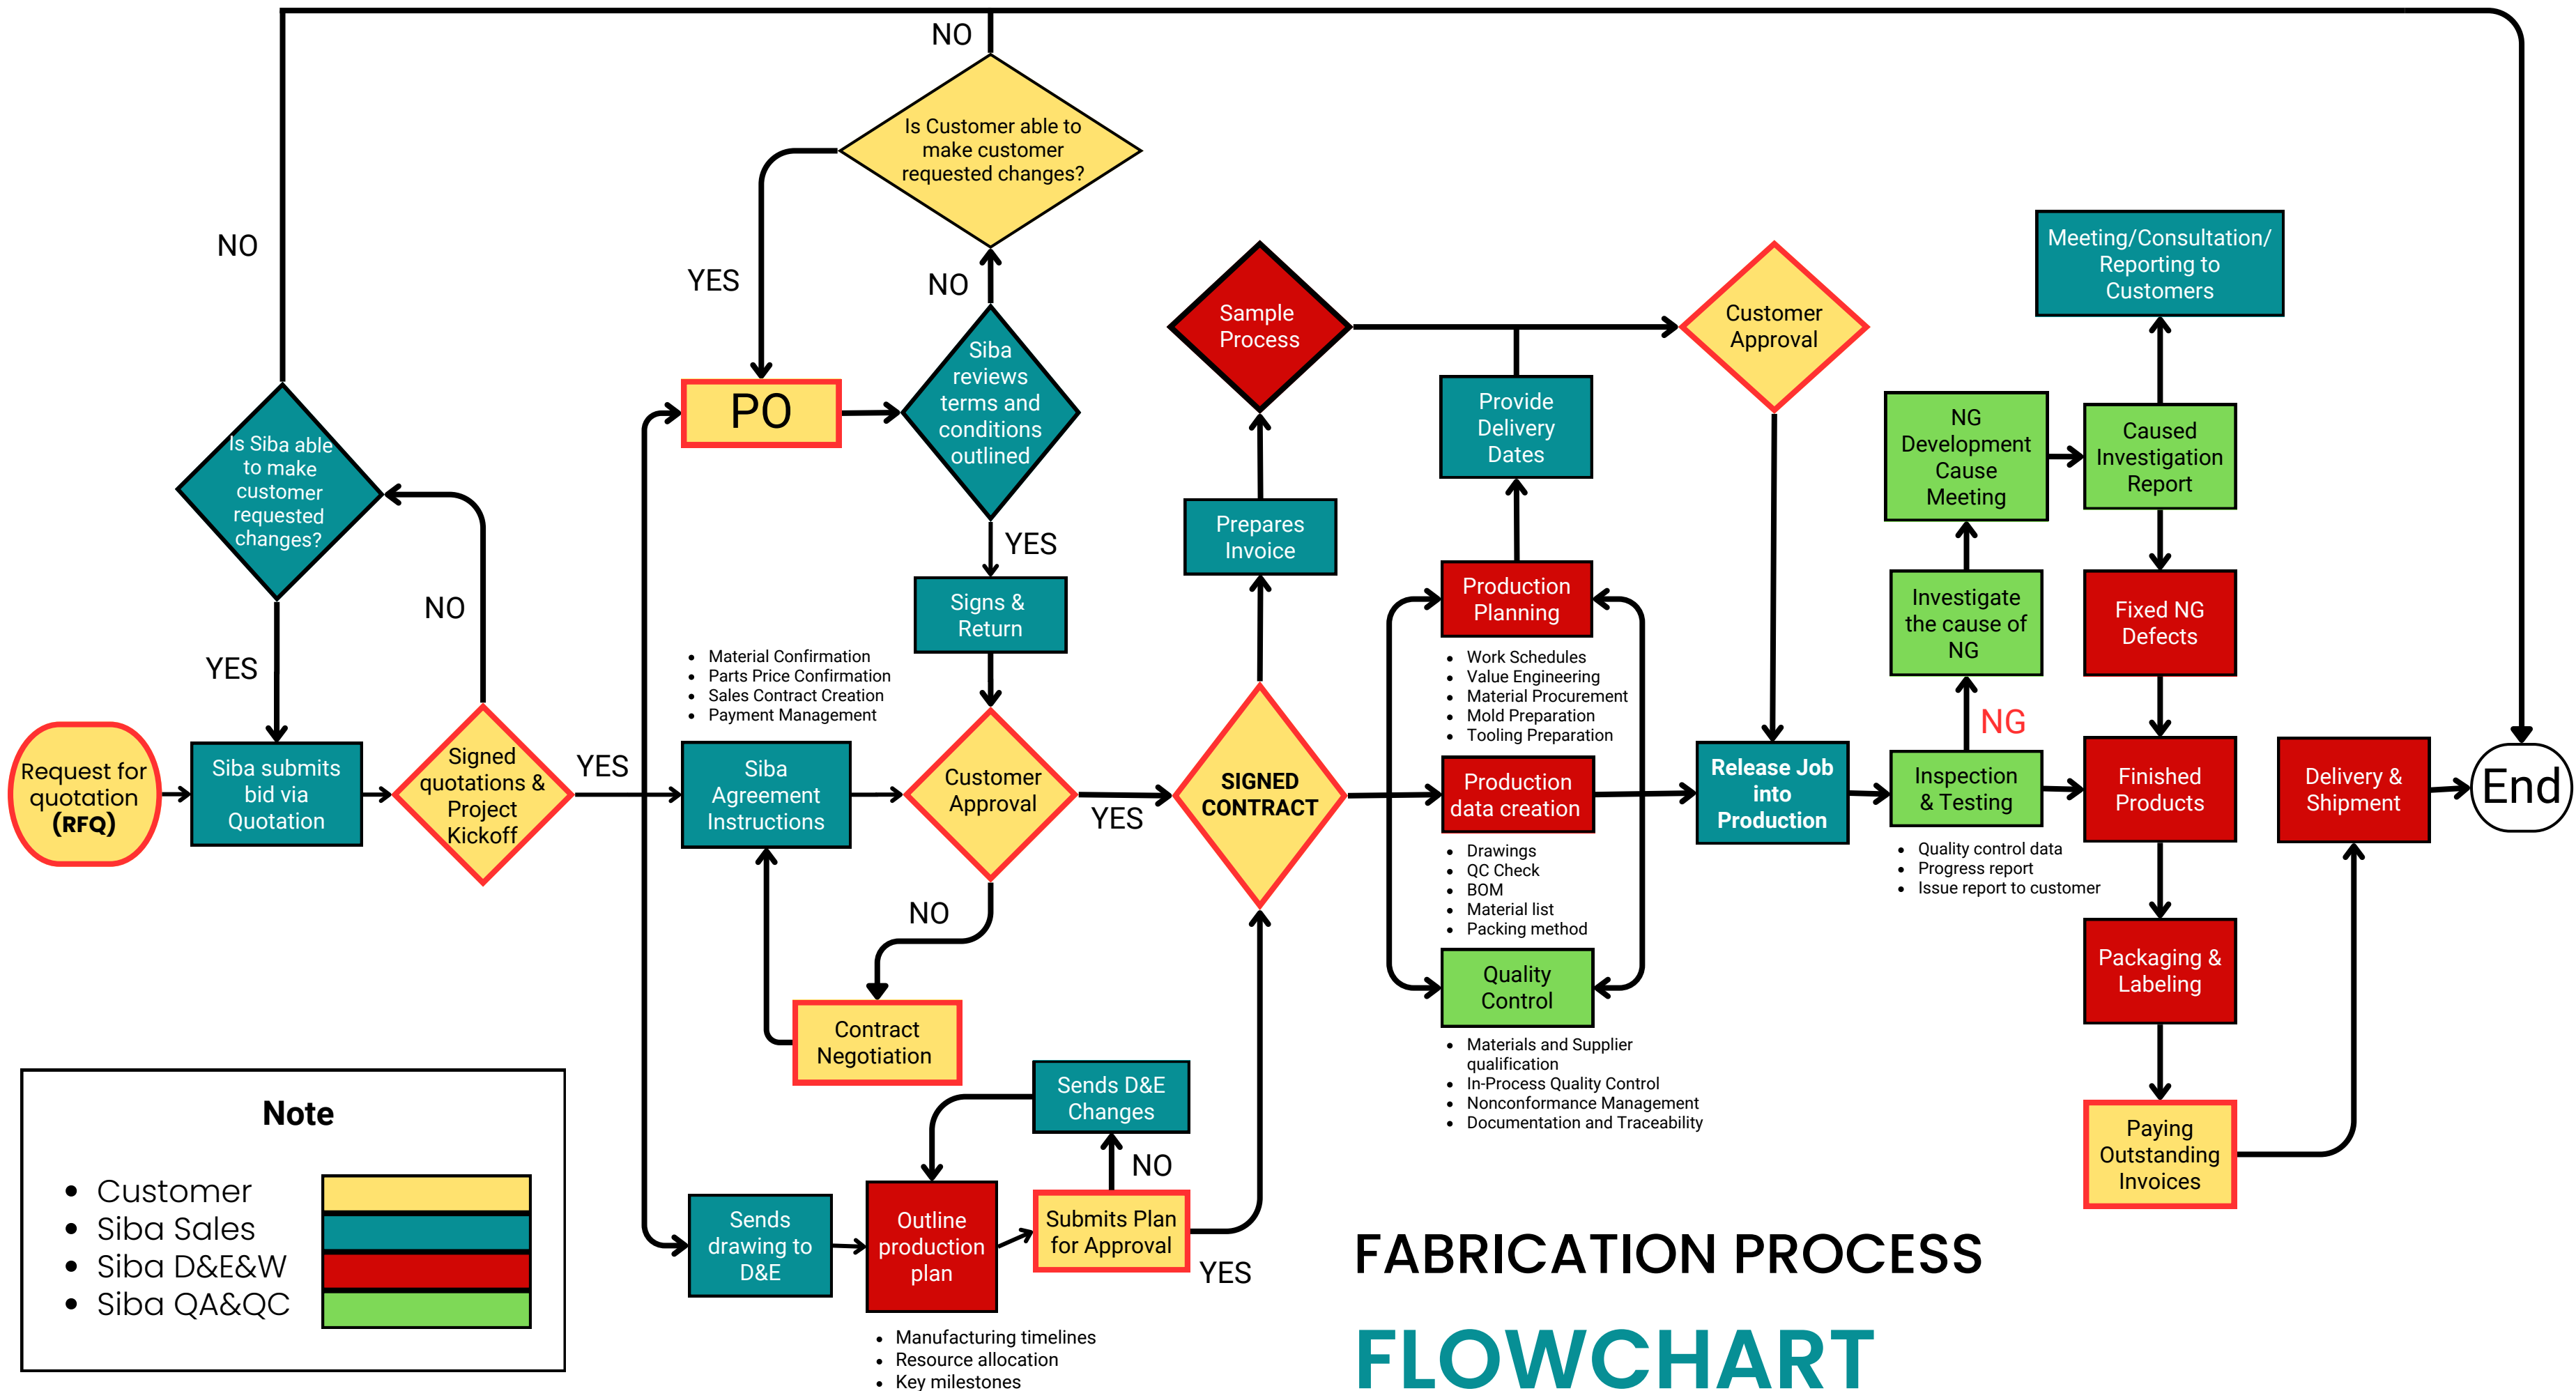 NO
Is Customer able to
make customer
requested changes?
NO
YES
NO
Is Siba able
to make
customer
requested
changes?
NO
YES
PO
Siba
reviews
terms and
conditions
outlined
YES
Signs &
Return
Request for
quotation
(RFQ)
Siba submits
bid via
Quotation
Signed
quotations &
Project
Kickoff
YES
Material Confirmation
Parts Price Confirmation
Sales Contract Creation
Payment Management
Siba
Agreement
Instructions
Customer
Approval
YES
NO
Contract
Negotiation
Sends D&E
Changes
NO
Sends
drawing to
D&E
Outline
production
plan
Submits Plan
for Approval
YES
Manufacturing timelines
Resource allocation
Key milestones
SIGNED
CONTRACT
Prepares
Invoice
Sample
Process
Customer
Approval
Provide
Delivery
Dates
Production
Planning
Work Schedules
Value Engineering
Material Procurement
Mold Preparation
Tooling Preparation
Production
data creation
Drawings
QC Check
BOM
Material list
Packing method
Quality
Control
Materials and Supplier
qualification
In-Process Quality Control
Nonconformance Management
Documentation and Traceability
Release Job
into
Production
Meeting/Consultation/
Reporting to
Customers
NG
Development
Cause
Meeting
Caused
Investigation
Report
Investigate
the cause of
NG
Fixed NG
Defects
NG
Inspection
& Testing
Quality control data
Progress report
Issue report to customer
Finished
Products
Packaging &
Labeling
Paying
Outstanding
Invoices
Delivery &
Shipment
End
Note
Customer
Siba Sales
Siba D&E&W
Siba QA&QC
FABRICATION PROCESS
FLOWCHART